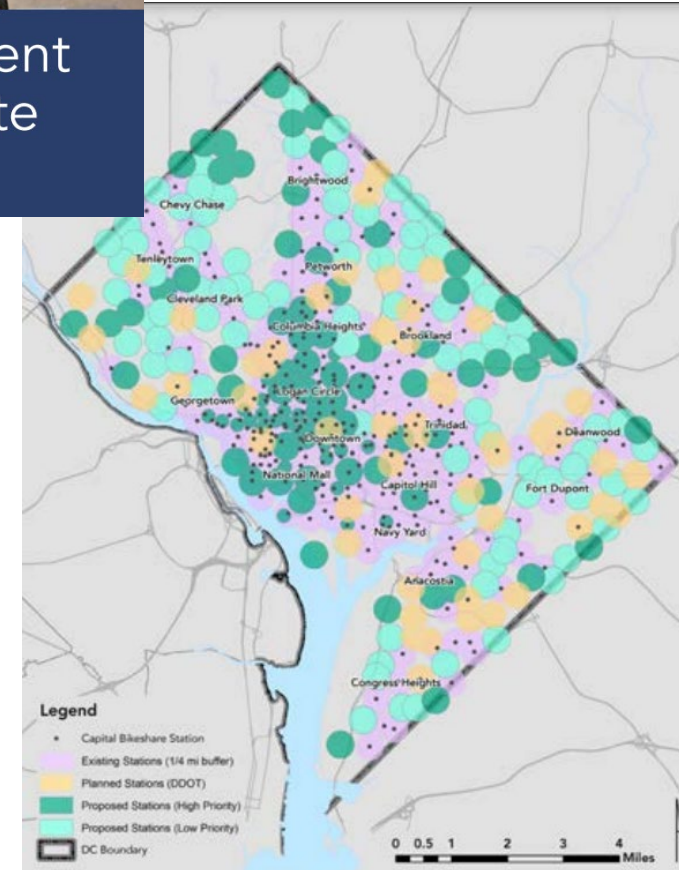 ent
te
Brightwood
Chevy Chase
Tenleytown
Petworth
Cleveland Park
Columbia Heights
Brookland
Logan Circle
Georgetown
Trinidad
Deanwood
Downtown
National Mall
Capitol Hill
Fort Dupont
Navy Yard
Anacostia
Congress Heights
Legend
Capital Bikeshare Station
Existing Stations (1/4 mi buffer)
Planned Stations (DDOT)
Proposed Stations (High Priority)
Proposed Stations (Low Priority)
DC Boundary
0 0.5 1 2 3 4
Miles